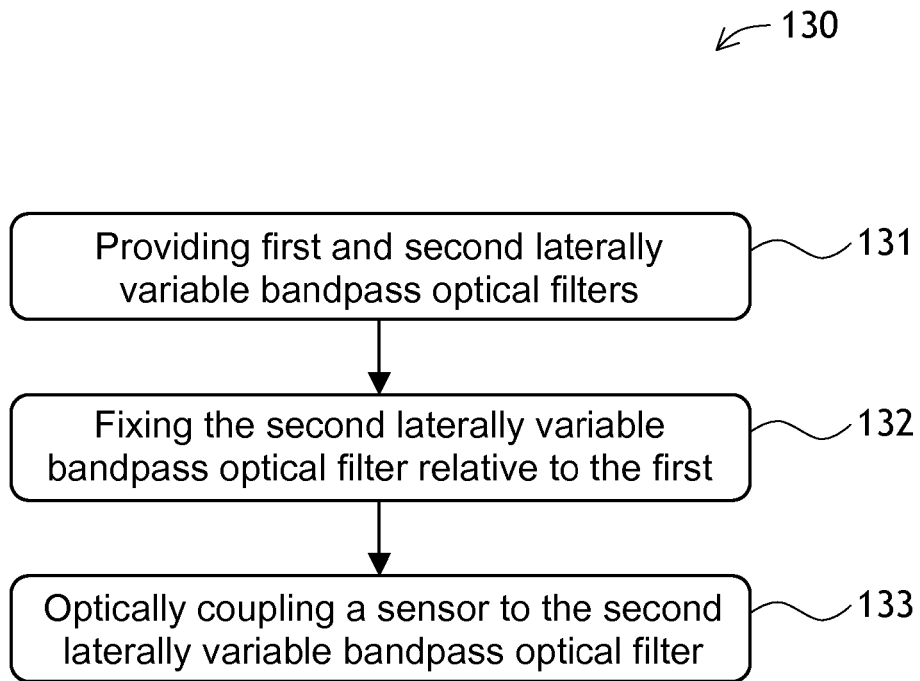 130
Providing first and second laterally
variable bandpass optical filters
131
Fixing the second laterally variable
bandpass optical filter relative to the first
132
Optically coupling a sensor to the second
laterally variable bandpass optical filter
133